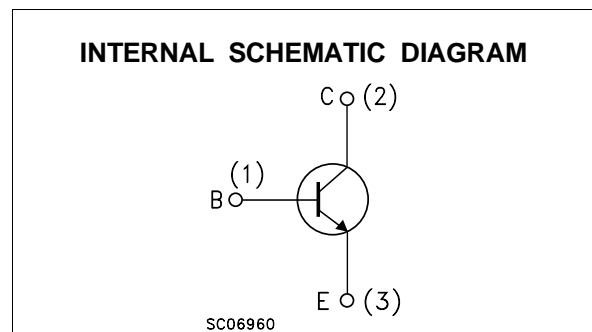 INTERNAL SCHEMATIC DIAGRAM
C (2)
(1)
B
E (3)
SC06960